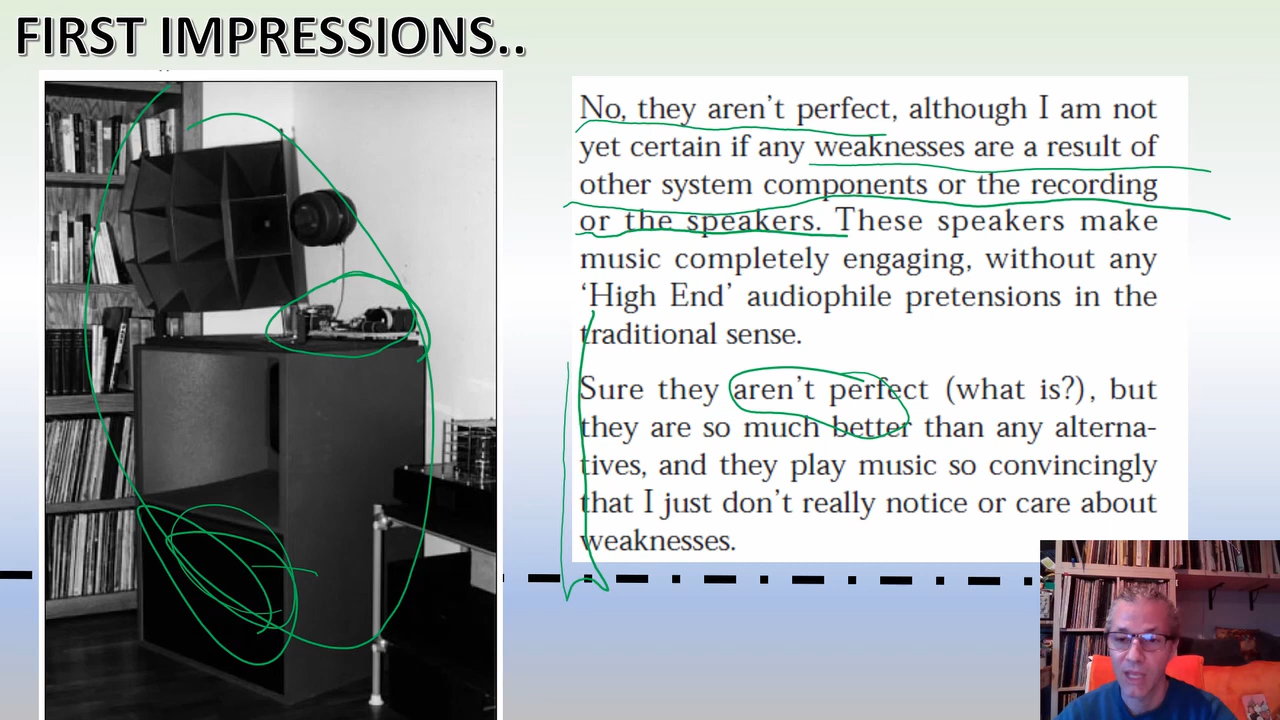 FIRST IMPRESSIONS..
No, they aren't perfect, although I am not
yet certain if any weaknesses are a result of
other system components or the recording
or the speakers. These speakers make
music completely engaging, without any
'High End' audiophile pretensions in the
traditional sense.
Sure they aren't perfect (what is?), but
they are so much better than any alterna-
tives, and they play music so convincingly
that I just don't really notice or care about
weaknesses.